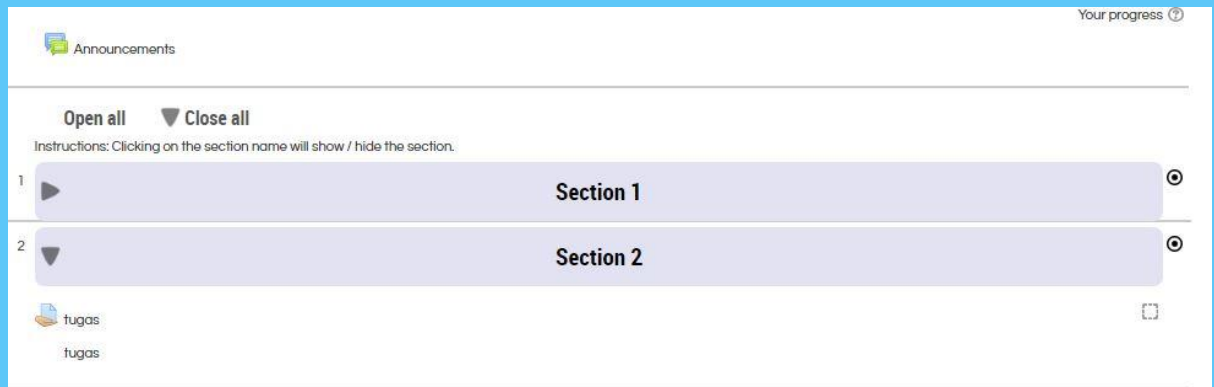 Your progress
Announcements
Open all Close all
Instructions: Clicking on the section name will show / hide the section.
1 Section 1
2 Section 2
tugas
tugas